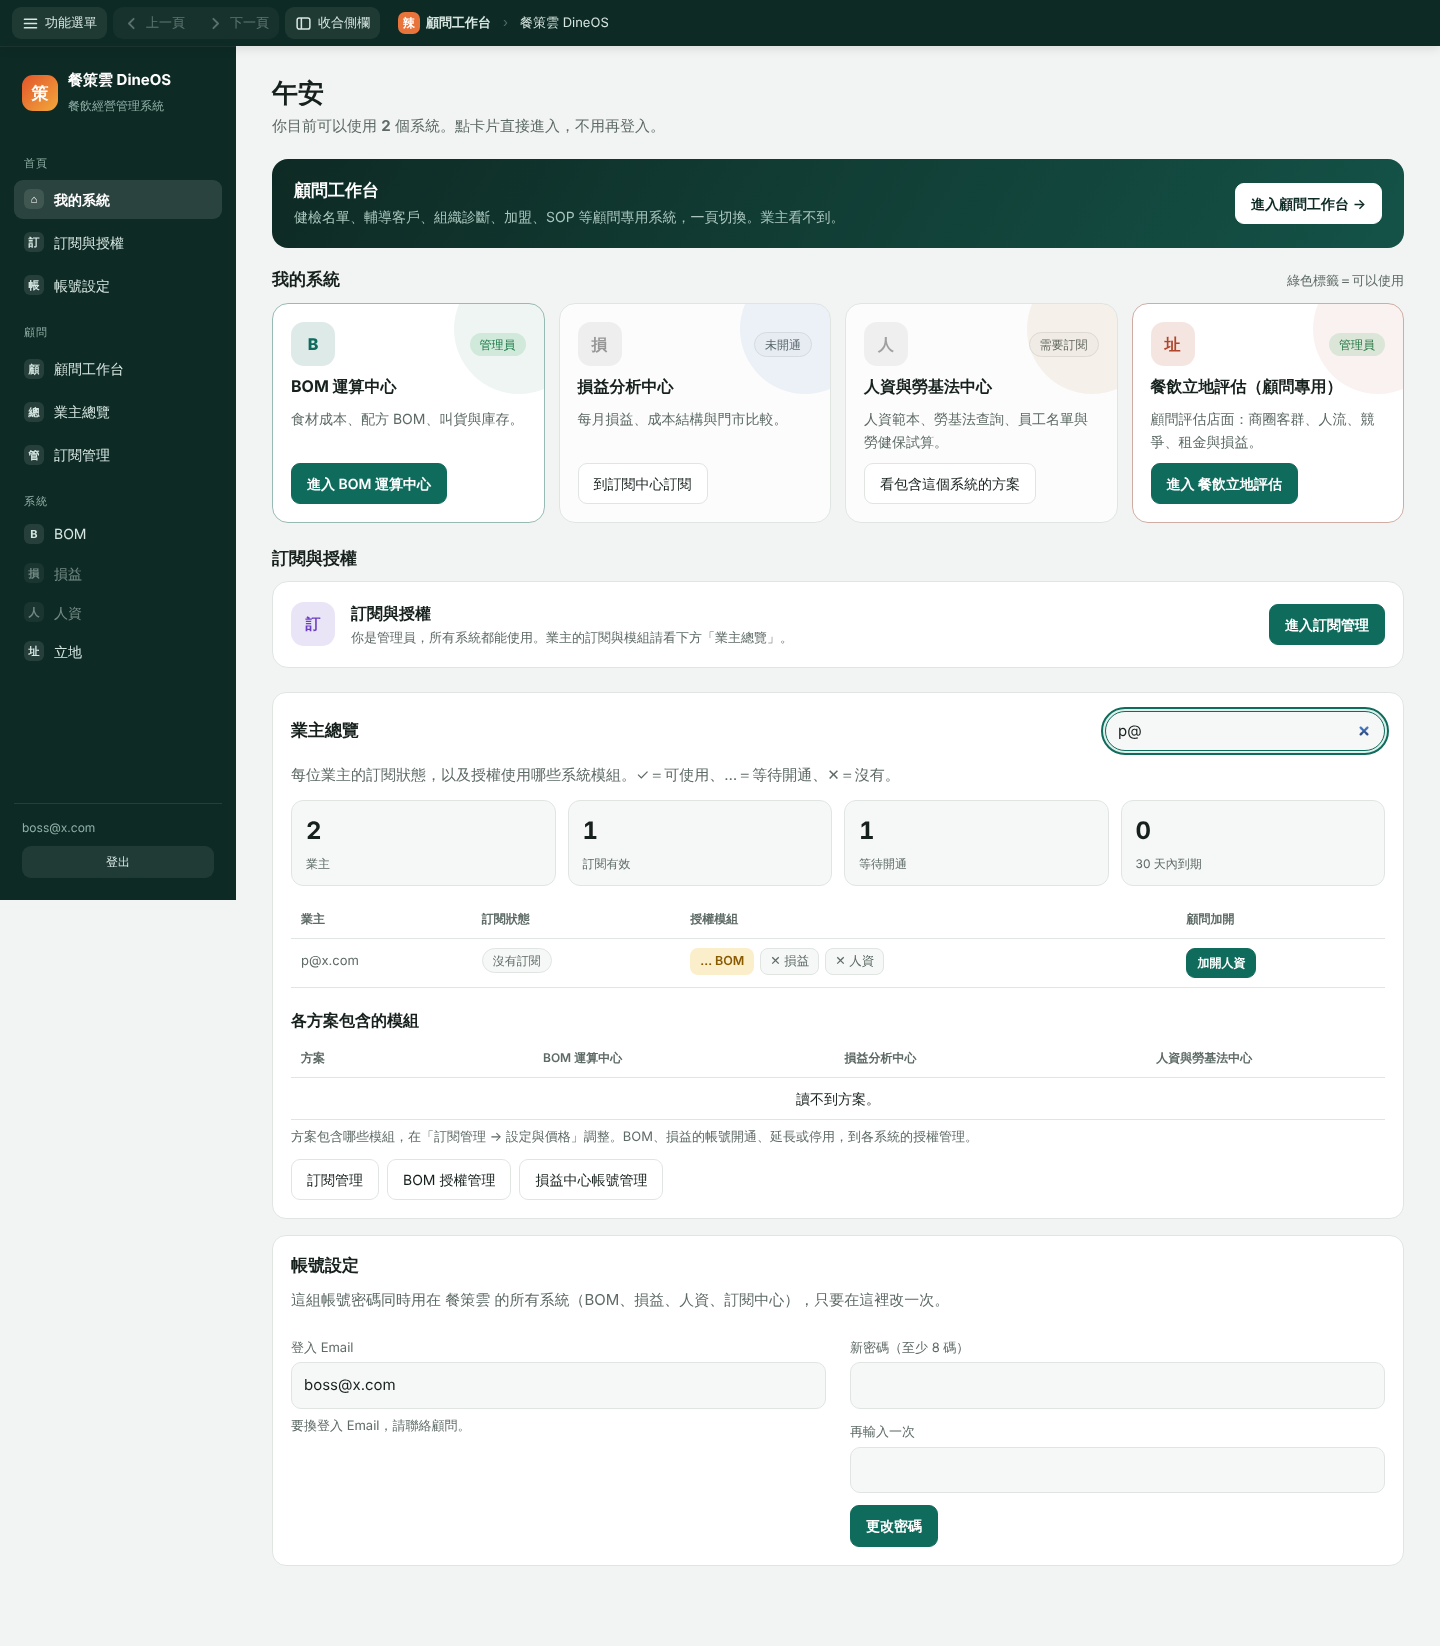 功能選單 上一頁 下一頁 收合側欄 辣 顧問工作台 › 餐策雲 DineOS
策 餐策雲 DineOS
餐飲經營管理系統
首頁
⌂ 我的系統
訂 訂閱與授權
帳 帳號設定
顧問
顧 顧問工作台
總 業主總覽
管 訂閱管理
系統
B BOM
損 損益
人 人資
址 立地
boss@x.com
登出
午安
你目前可以使用 2 個系統。點卡片直接進入，不用再登入。
顧問工作台
健檢名單、輔導客戶、組織診斷、加盟、SOP 等顧問專用系統，一頁切換。業主看不到。
進入顧問工作台 →
我的系統
綠色標籤＝可以使用
B 管理員
BOM 運算中心
食材成本、配方 BOM、叫貨與庫存。
進入 BOM 運算中心
損 未開通
損益分析中心
每月損益、成本結構與門市比較。
到訂閱中心訂閱
人 需要訂閱
人資與勞基法中心
人資範本、勞基法查詢、員工名單與
勞健保試算。
看包含這個系統的方案
址 管理員
餐飲立地評估（顧問專用）
顧問評估店面：商圈客群、人流、競
爭、租金與損益。
進入 餐飲立地評估
訂閱與授權
訂 訂閱與授權
你是管理員，所有系統都能使用。業主的訂閱與模組請看下方「業主總覽」。
進入訂閱管理
業主總覽
p@ ×
每位業主的訂閱狀態，以及授權使用哪些系統模組。✓＝可使用、…＝等待開通、✕＝沒有。
2
業主
1
訂閱有效
1
等待開通
0
30 天內到期
業主 訂閱狀態 授權模組 顧問加開
p@x.com 沒有訂閱 … BOM ✕ 損益 ✕ 人資 加開人資
各方案包含的模組
方案 BOM 運算中心 損益分析中心 人資與勞基法中心
讀不到方案。
方案包含哪些模組，在「訂閱管理 → 設定與價格」調整。BOM、損益的帳號開通、延長或停用，到各系統的授權管理。
訂閱管理 BOM 授權管理 損益中心帳號管理
帳號設定
這組帳號密碼同時用在 餐策雲 的所有系統（BOM、損益、人資、訂閱中心），只要在這裡改一次。
登入 Email
boss@x.com
要換登入 Email，請聯絡顧問。
新密碼（至少 8 碼）
再輸入一次
更改密碼